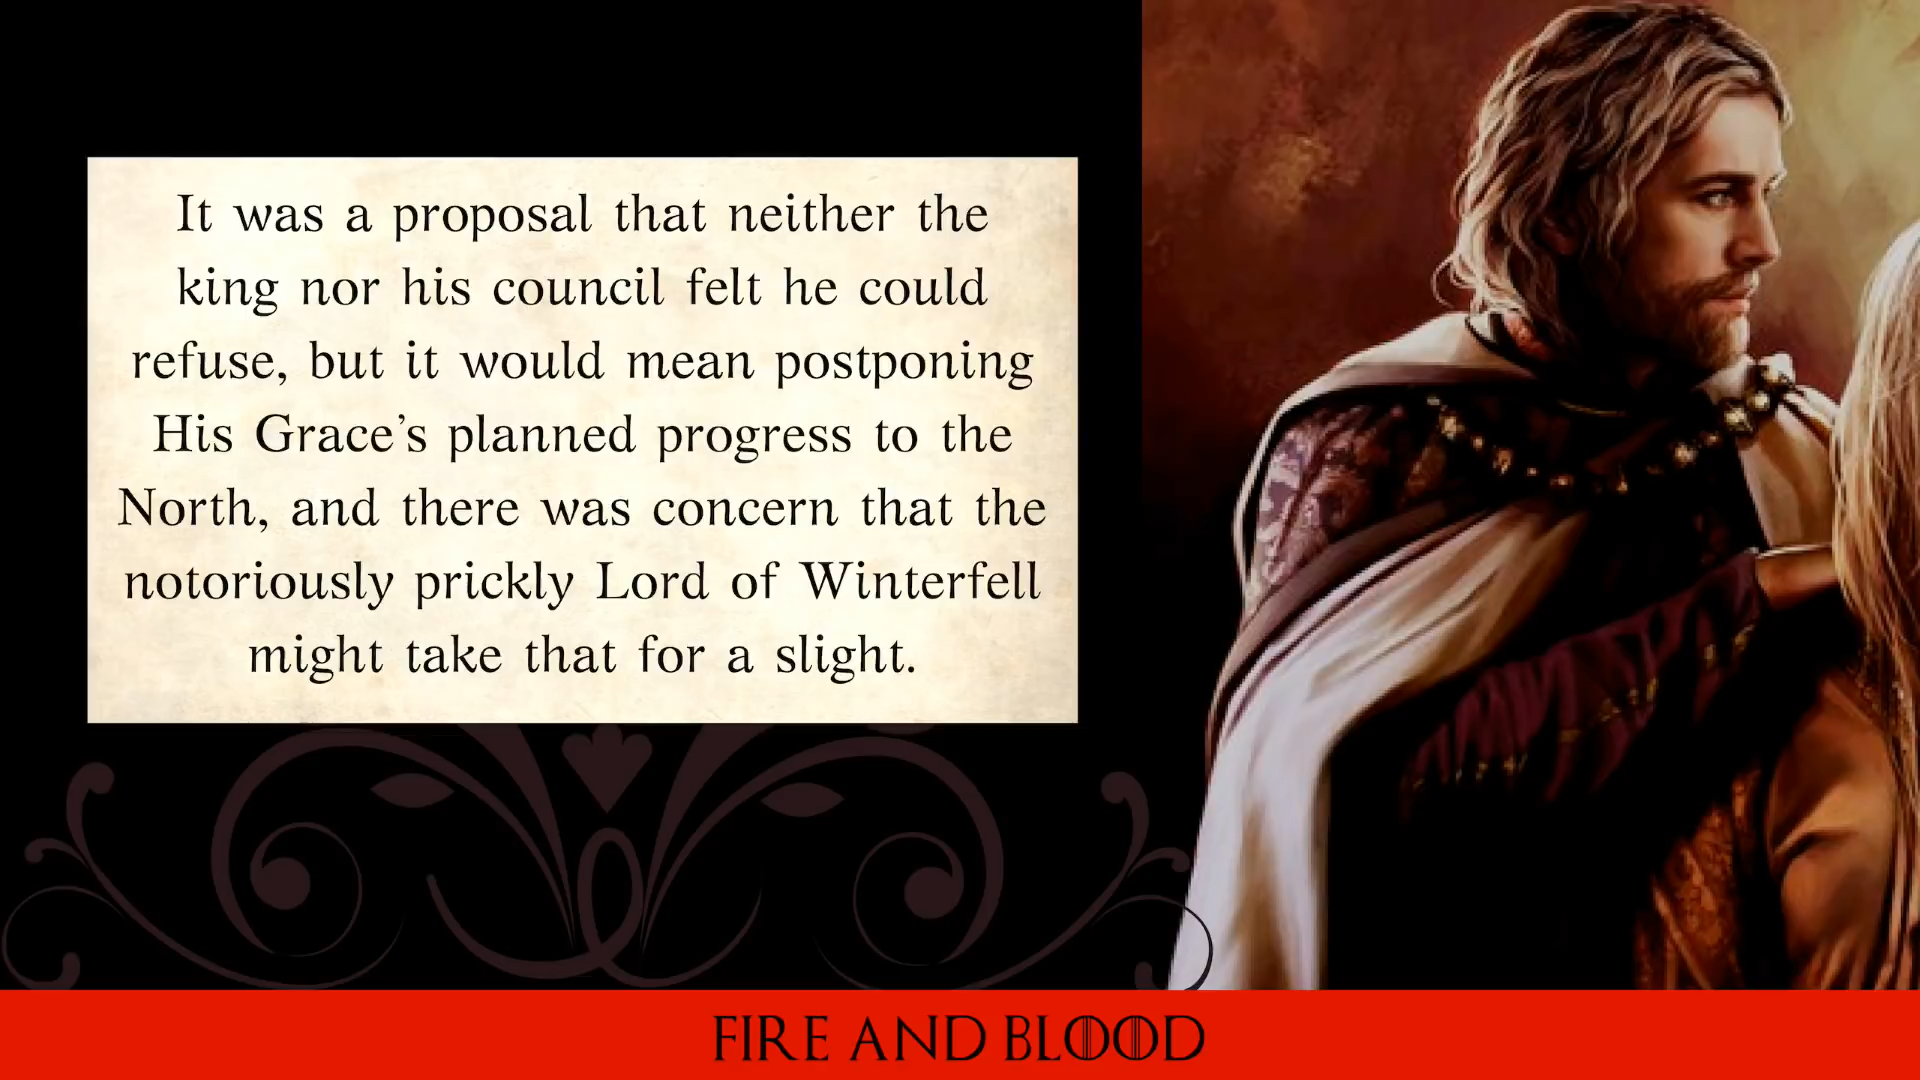 It was a proposal that neither the
king nor his council felt he could
refuse, but it would mean postponing
His Grace’s planned progress to the
North, and there was concern that the
notoriously prickly Lord of Winterfell
might take that for a slight.
FIRE AND BLOOD